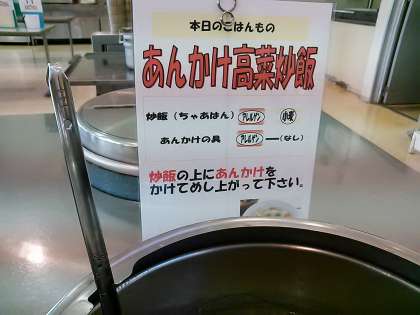 本日のごはんもの
あんかけ高菜炒飯
炒飯（ちゃあはん） アレルゲン 小麦
あんかけの具 アレルゲン ―（なし）
炒飯の上にあんかけを
かけてめし上がって下さい。